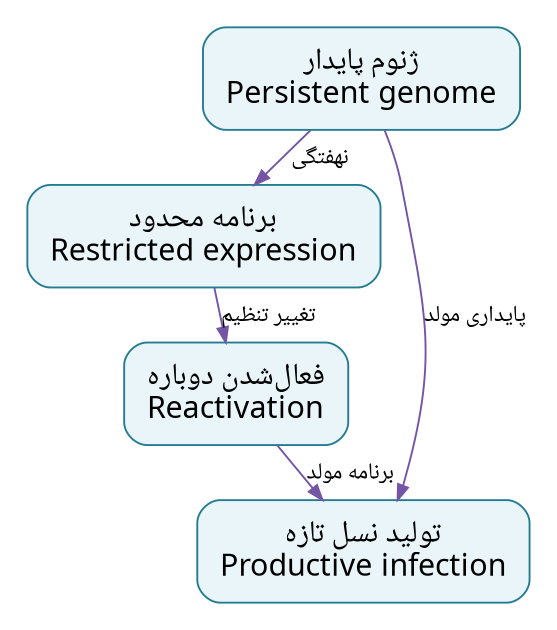 ژنوم پایدار
Persistent genome
نهفتگی
پایداری مولد
برنامه محدود
Restricted expression
تغییر تنظیم
فعال‌شدن دوباره
Reactivation
برنامه مولد
تولید نسل تازه
Productive infection